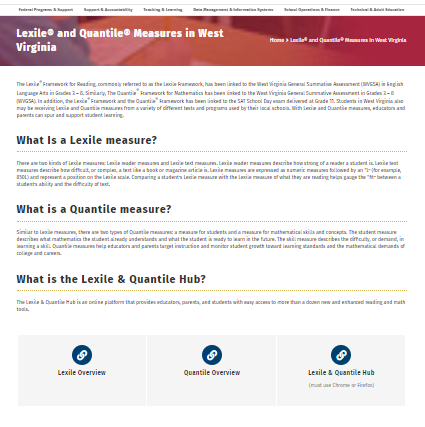 Federal Programs & Support Support & Accountability Teaching & Learning Data Management & Information Systems School Operations & Finance Technical & Adult Education
Lexile® and Quantile® Measures in West
Virginia
Home > Lexile® and Quantile® Measures in West Virginia
The Lexile® Framework for Reading, commonly referred to as the Lexile Framework, has been linked to the West Virginia General Summative Assessment (WVGSA) in English
Language Arts in Grades 3 – 8. Similarly, The Quantile® Framework for Mathematics has been linked to the West Virginia General Summative Assessment in Grades 3 – 8
(WVGSA). In addition, the Lexile® Framework and the Quantile® Framework has been linked to the SAT School Day exam delivered at Grade 11. Students in West Virginia also
may be receiving Lexile and Quantile measures from a variety of different tests and programs used by their local schools. With Lexile and Quantile measures, educators and
parents can spur and support student learning.
What Is a Lexile measure?
There are two kinds of Lexile measures: Lexile reader measures and Lexile text measures. Lexile reader measures describe how strong of a reader a student is. Lexile text
measures describe how difficult, or complex, a text like a book or magazine article is. Lexile measures are expressed as numeric measures followed by an "L" (for example,
850L) and represent a position on the Lexile scale. Comparing a student's Lexile measure with the Lexile measure of what they are reading helps gauge the "fit" between a
student's ability and the difficulty of text.
What is a Quantile measure?
Similar to Lexile measures, there are two types of Quantile measures: a measure for students and a measure for mathematical skills and concepts. The student measure
describes what mathematics the student already understands and what the student is ready to learn in the future. The skill measure describes the difficulty, or demand, in
learning a skill. Quantile measures help educators and parents target instruction and monitor student growth toward learning standards and the mathematical demands of
college and careers.
What is the Lexile & Quantile Hub?
The Lexile & Quantile Hub is an online platform that provides educators, parents, and students with easy access to more than a dozen new and enhanced reading and math
tools.
Lexile Overview Quantile Overview Lexile & Quantile Hub
(must use Chrome or Firefox)